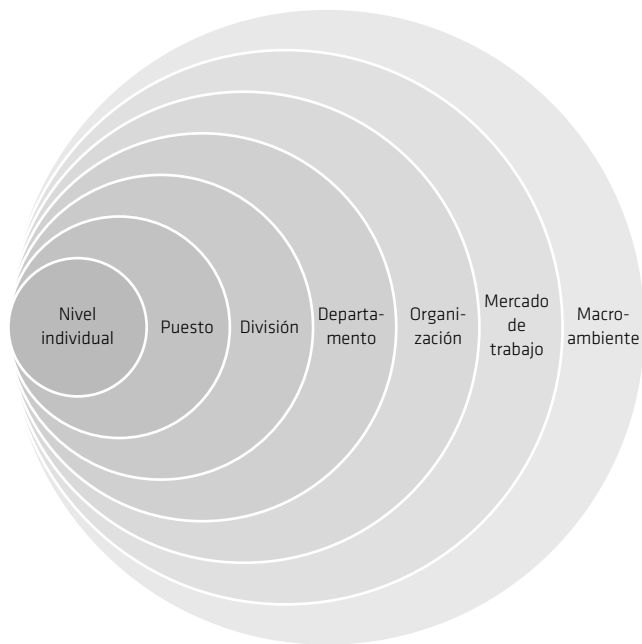 Nivel
individual
Puesto
División
Departa-
mento
Organi-
zación
Mercado
de
trabajo
Macro-
ambiente